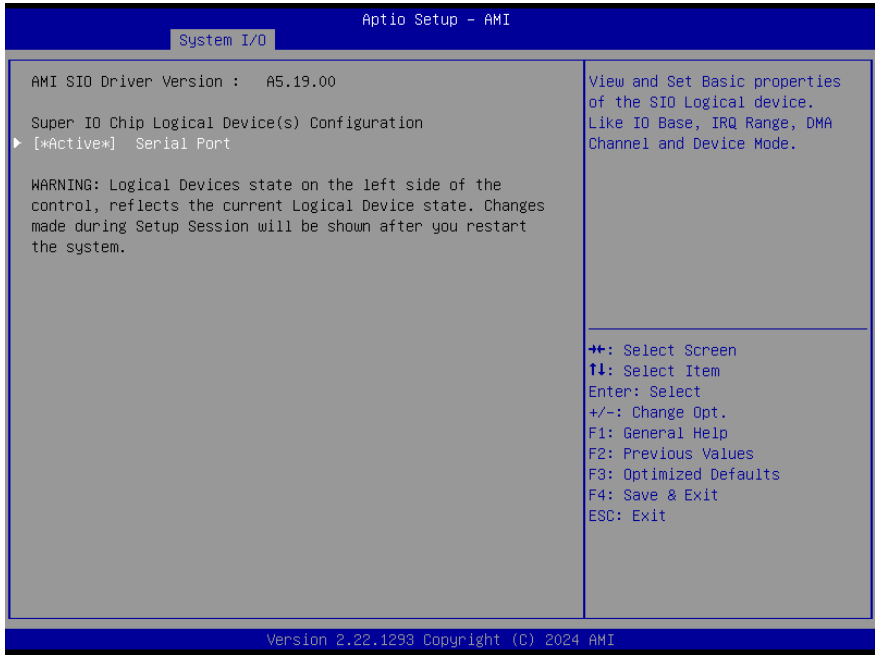 Aptio Setup – AMI
System I/O
AMI SIO Driver Version :   A5.19.00
Super IO Chip Logical Device(s) Configuration
[*Active*]  Serial Port
WARNING: Logical Devices state on the left side of the
control, reflects the current Logical Device state. Changes
made during Setup Session will be shown after you restart
the system.
View and Set Basic properties
of the SIO Logical device.
Like IO Base, IRQ Range, DMA
Channel and Device Mode.
→←: Select Screen
↑↓: Select Item
Enter: Select
+/-: Change Opt.
F1: General Help
F2: Previous Values
F3: Optimized Defaults
F4: Save & Exit
ESC: Exit
Version 2.22.1293 Copyright (C) 2024 AMI